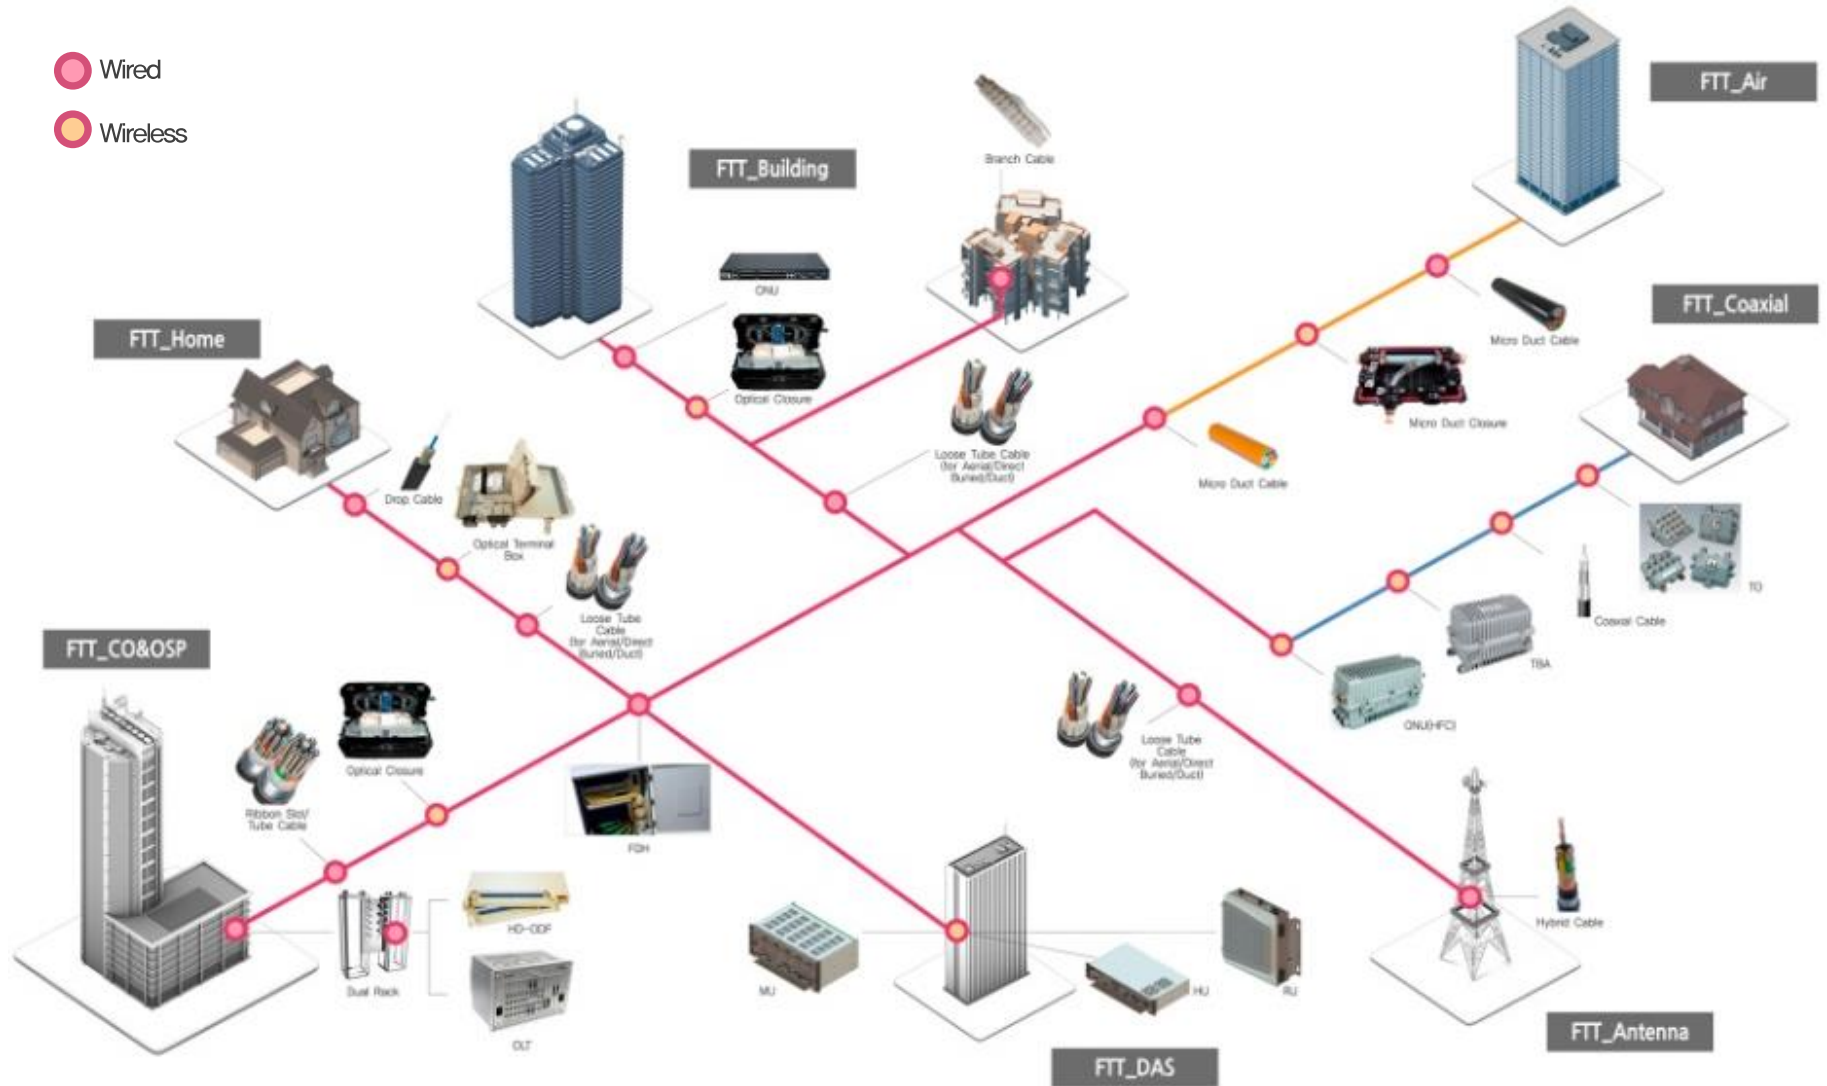 Wired
Wireless
FTT_Air
FTT_Building
Branch Cable
ONU
FTT_Coaxial
Micro Duct Cable
FTT_Home
Optical Closure
Micro Duct Closure
Loose Tube Cable
(for Aerial/Direct
Buried/Duct)
Micro Duct Cable
Drop Cable
Optical Terminal
Box
TO
Coaxial Cable
Loose Tube
Cable
(for Aerial/Direct
Buried/Duct)
FTT_CO&OSP
TBA
ONU(HFC)
Loose Tube
Cable
(for Aerial/Direct
Buried/Duct)
Optical Closure
Ribbon Slot/
Tube Cable
FDH
Hybrid Cable
HD-ODF
Dual Rack
MU
HU
RU
OLT
FTT_Antenna
FTT_DAS